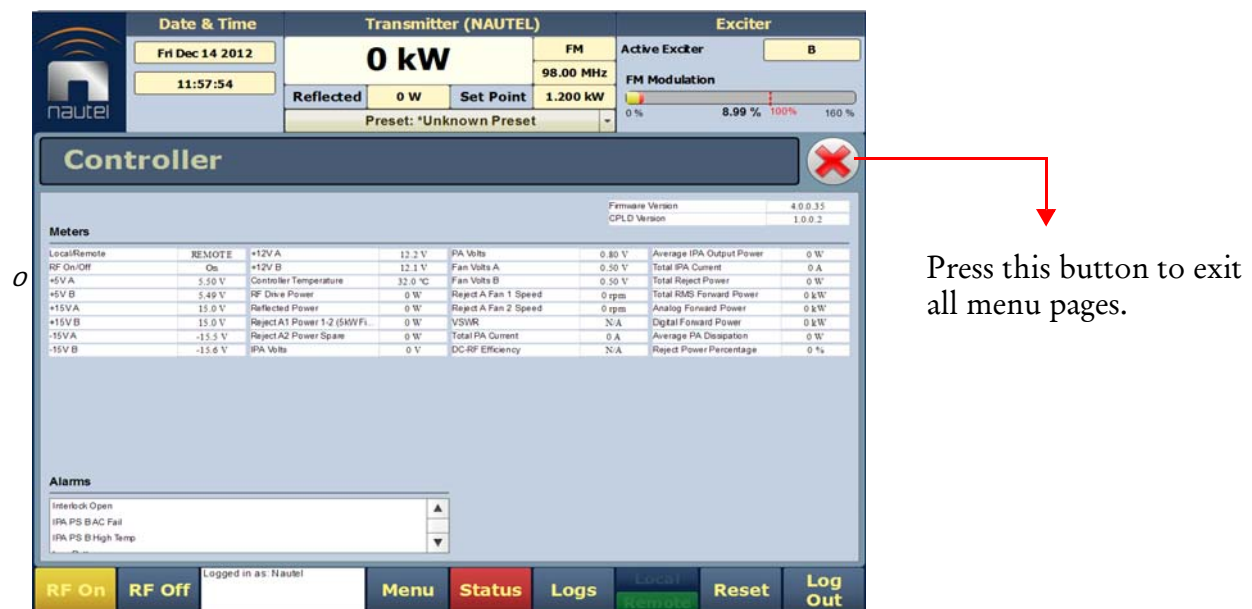 Date & Time
Transmitter (NAUTEL)
Exciter
nautel
Fri Dec 14 2012
11:57:54
0 kW
FM
98.00 MHz
Reflected
0 W
Set Point
1.200 kW
Preset: *Unknown Preset
Active Exciter
B
FM Modulation
0 %
8.99 %
100%
160 %
Controller
Firmware Version 4.0.0.35
CPLD Version 1.0.0.2
Meters
Local/Remote REMOTE +12V A 12.2 V PA Volts 0.80 V Average IPA Output Power 0 W
RF On/Off On +12V B 12.1 V Fan Volts A 0.50 V Total IPA Current 0 A
+5V A 5.50 V Controller Temperature 32.0 °C Fan Volts B 0.50 V Total Reject Power 0 W
+5V B 5.49 V RF Drive Power 0 W Reject A Fan 1 Speed 0 rpm Total RMS Forward Power 0 kW
+15V A 15.0 V Reflected Power 0 W Reject A Fan 2 Speed 0 rpm Analog Forward Power 0 kW
+15V B 15.0 V Reject A1 Power 1-2 (5kW Fi... 0 W VSWR N/A Digital Forward Power 0 kW
-15V A -15.5 V Reject A2 Power Spare 0 W Total PA Current 0 A Average PA Dissipation 0 W
-15V B -15.6 V IPA Volts 0 V DC-RF Efficiency N/A Reject Power Percentage 0 %
o
Press this button to exit
all menu pages.
Alarms
Interlock Open
IPA PS B AC Fail
IPA PS B High Temp
RF On
RF Off
Logged in as: Nautel
Menu
Status
Logs
Local
Remote
Reset
Log
Out